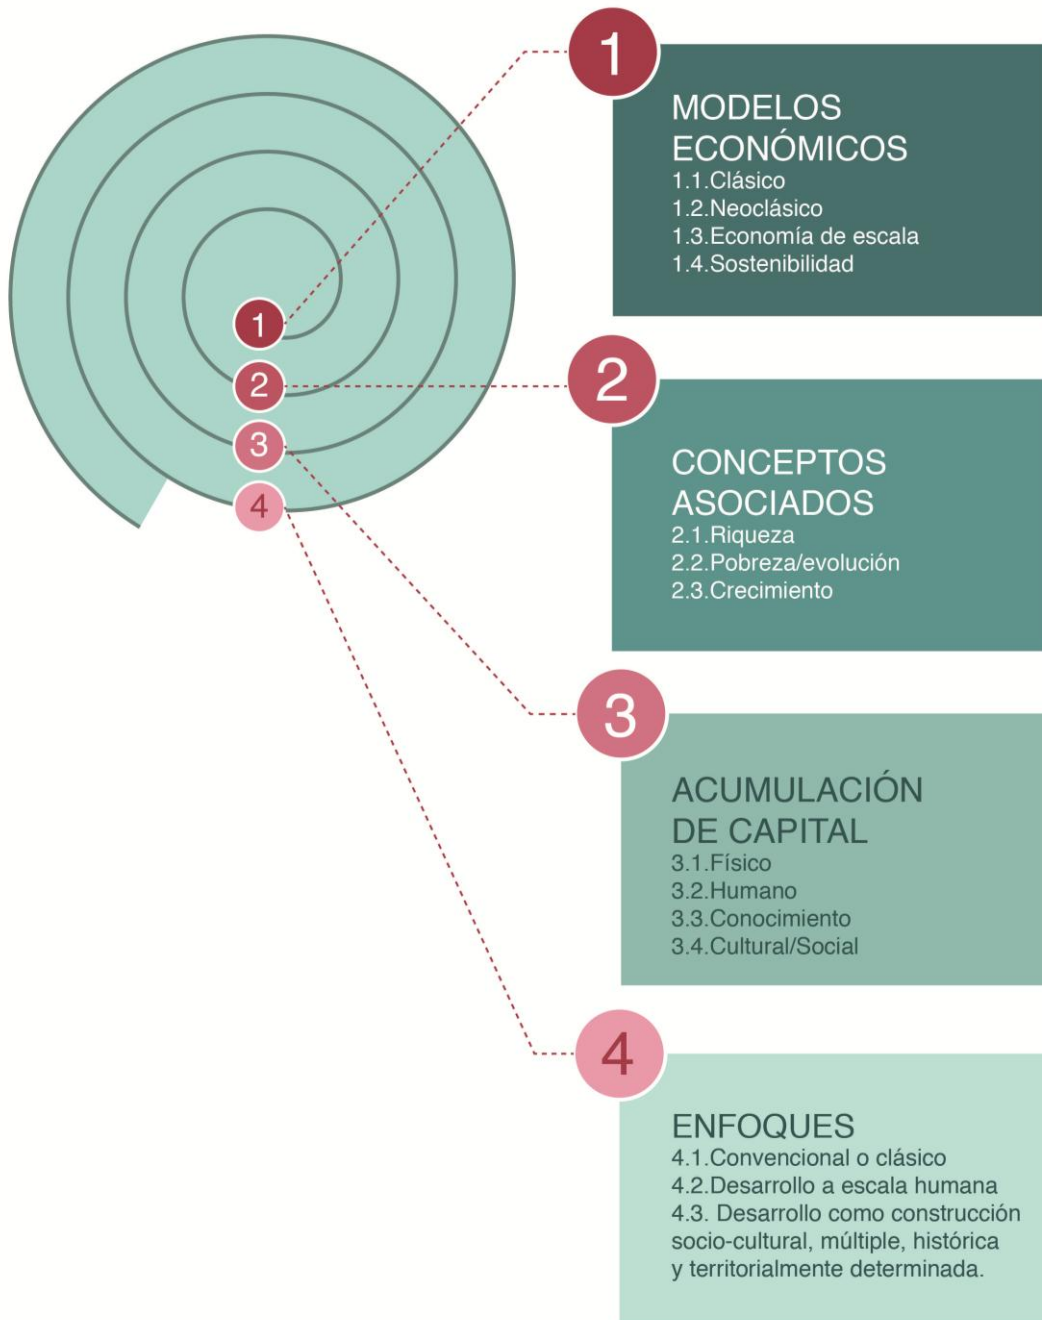 1
MODELOS
ECONÓMICOS
1.1.Clásico
1.2.Neoclásico
1.3.Economía de escala
1.4.Sostenibilidad
1
2
3
4
2
CONCEPTOS
ASOCIADOS
2.1.Riqueza
2.2.Pobreza/evolución
2.3.Crecimiento
3
ACUMULACIÓN
DE CAPITAL
3.1.Físico
3.2.Humano
3.3.Conocimiento
3.4.Cultural/Social
4
ENFOQUES
4.1.Convencional o clásico
4.2.Desarrollo a escala humana
4.3. Desarrollo como construcción
socio-cultural, múltiple, histórica
y territorialmente determinada.